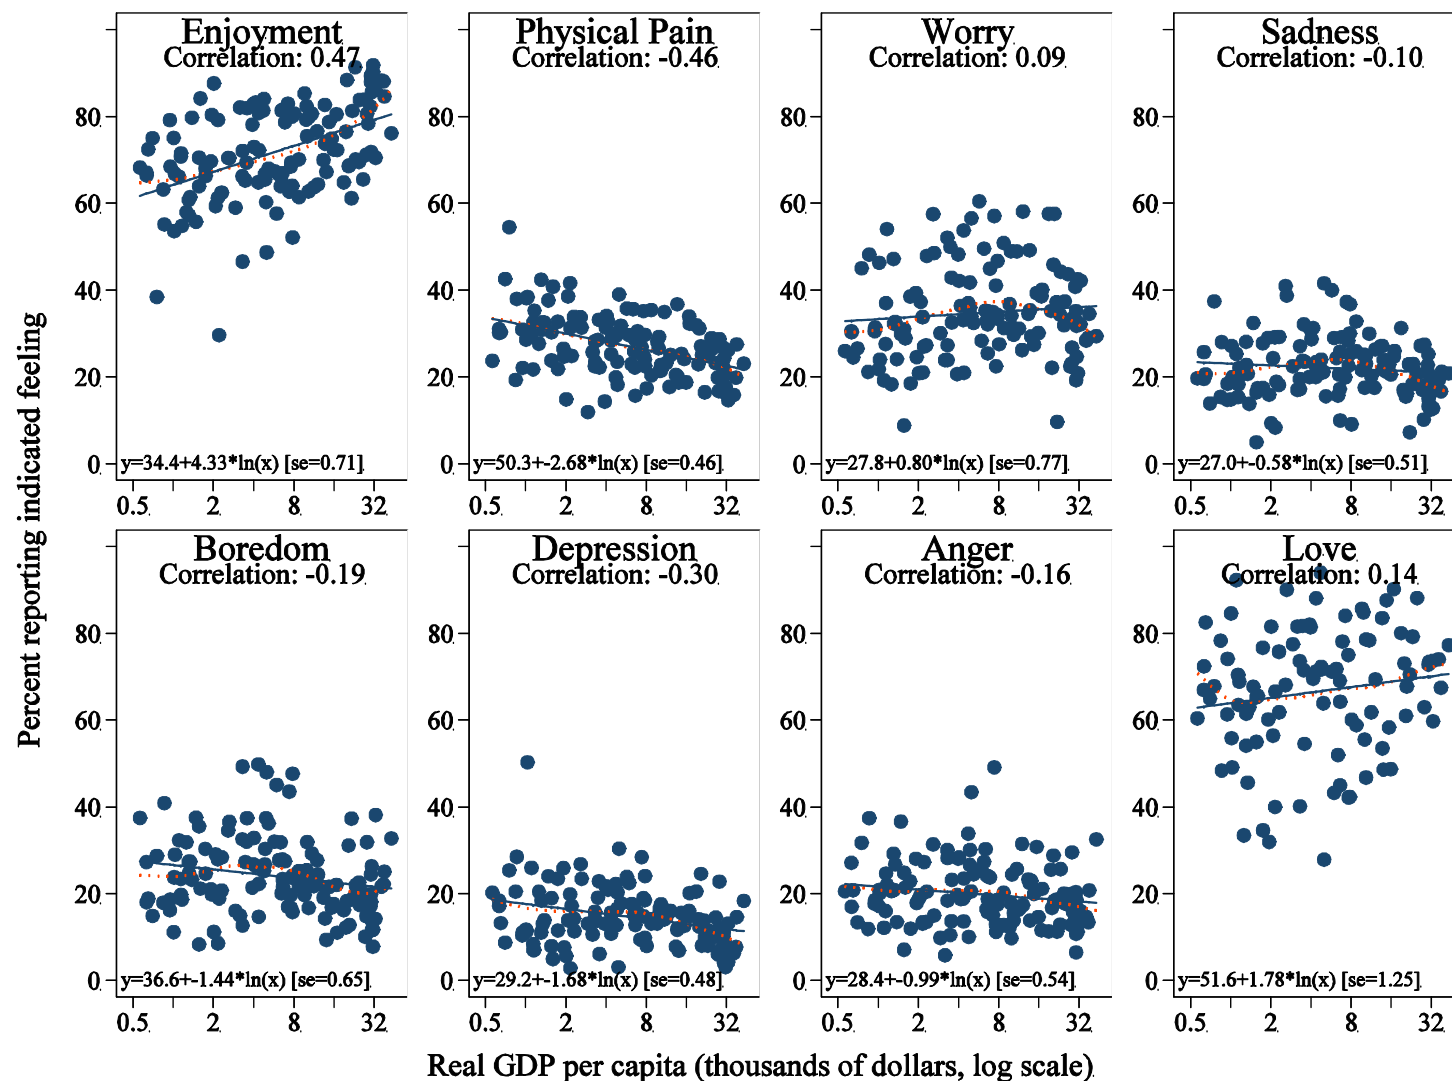 Enjoyment
Correlation: 0.47
80
60
40
20
0
y=34.4+4.33*ln(x) [se=0.71]
0.5 2 8 32
Physical Pain
Correlation: -0.46
80
60
40
20
0
y=50.3+-2.68*ln(x) [se=0.46]
0.5 2 8 32
Worry
Correlation: 0.09
80
60
40
20
0
y=27.8+0.80*ln(x) [se=0.77]
0.5 2 8 32
Sadness
Correlation: -0.10
80
60
40
20
0
y=27.0+-0.58*ln(x) [se=0.51]
0.5 2 8 32
Percent reporting indicated feeling
Boredom
Correlation: -0.19
80
60
40
20
0
y=36.6+-1.44*ln(x) [se=0.65]
0.5 2 8 32
Depression
Correlation: -0.30
80
60
40
20
0
y=29.2+-1.68*ln(x) [se=0.48]
0.5 2 8 32
Anger
Correlation: -0.16
80
60
40
20
0
y=28.4+-0.99*ln(x) [se=0.54]
0.5 2 8 32
Love
Correlation: 0.14
80
60
40
20
0
y=51.6+1.78*ln(x) [se=1.25]
0.5 2 8 32
Real GDP per capita (thousands of dollars, log scale)